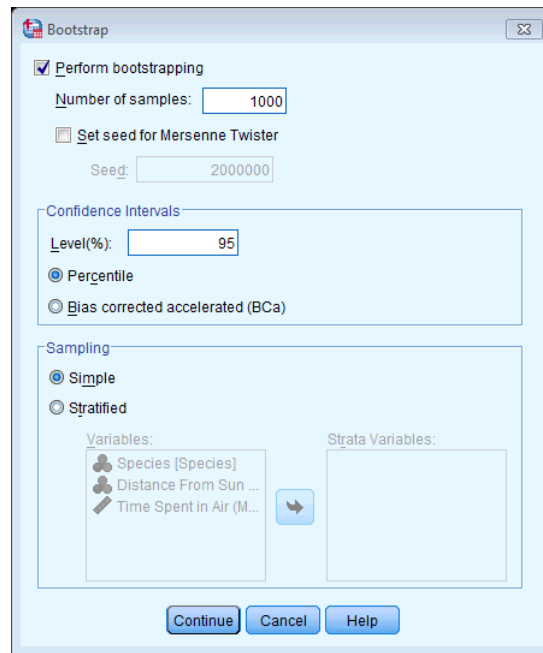 Bootstrap
Perform bootstrapping
Number of samples: 1000
Set seed for Mersenne Twister
Seed: 2000000
Confidence Intervals
Level(%): 95
Percentile
Bias corrected accelerated (BCa)
Sampling
Simple
Stratified
Variables: Strata Variables:
Species [Species]
Distance From Sun ...
Time Spent in Air (M...
Continue Cancel Help